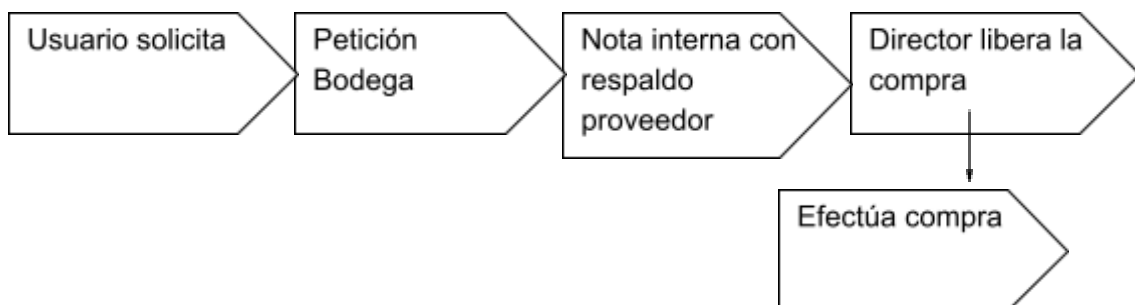 Usuario solicita
Petición
Bodega
Nota interna con
respaldo
proveedor
Director libera la
compra
Efectúa compra